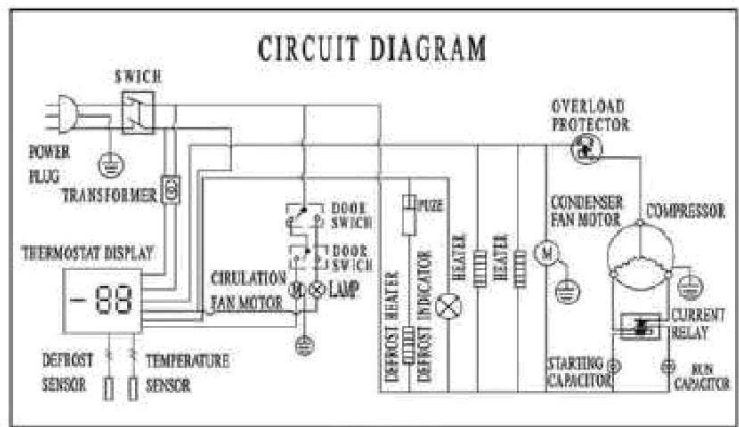 CIRCUIT DIAGRAM
SWICH
OVERLOAD
PROTECTOR
POWER
PLUG
TRANSFORMER
DOOR
SWICH
FUZE
CONDENSER
FAN MOTOR
COMPRESSOR
THERMOSTAT DISPLAY
DOOR
SWICH
CIRULATION
FAN MOTOR
M
LAMP
HEATER
HEATER
M
-88
DEFROST HEATER
DEFROST INDICATOR
CURRENT
RELAY
DEFROST
SENSOR
TEMPERATURE
SENSOR
STARTING
CAPACITOR
RUN
CAPACITOR